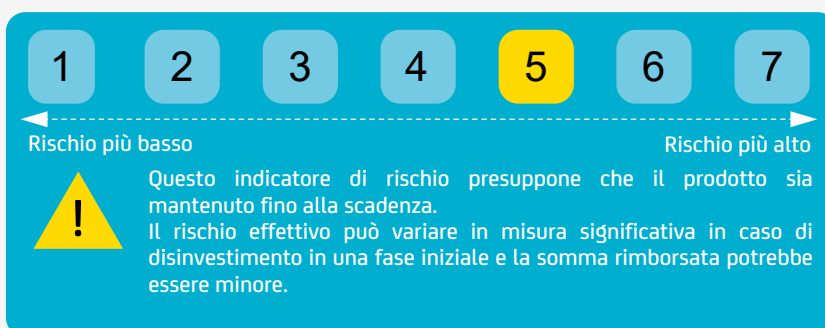 1 2 3 4 5 6 7
Rischio più basso Rischio più alto
!
Questo indicatore di rischio presuppone che il prodotto sia
mantenuto fino alla scadenza.
Il rischio effettivo può variare in misura significativa in caso di
disinvestimento in una fase iniziale e la somma rimborsata potrebbe
essere minore.